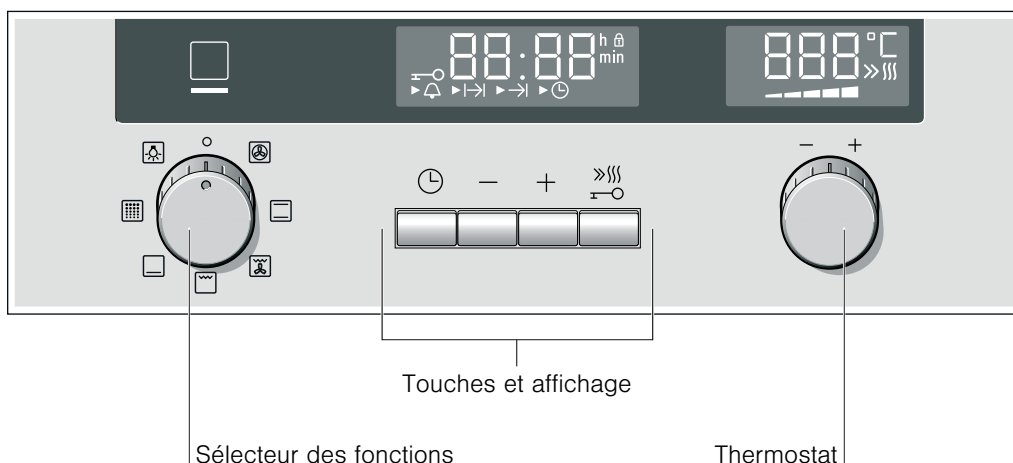 88:88 h min
888 °C
− +
− +
Touches et affichage
Sélecteur des fonctions
Thermostat